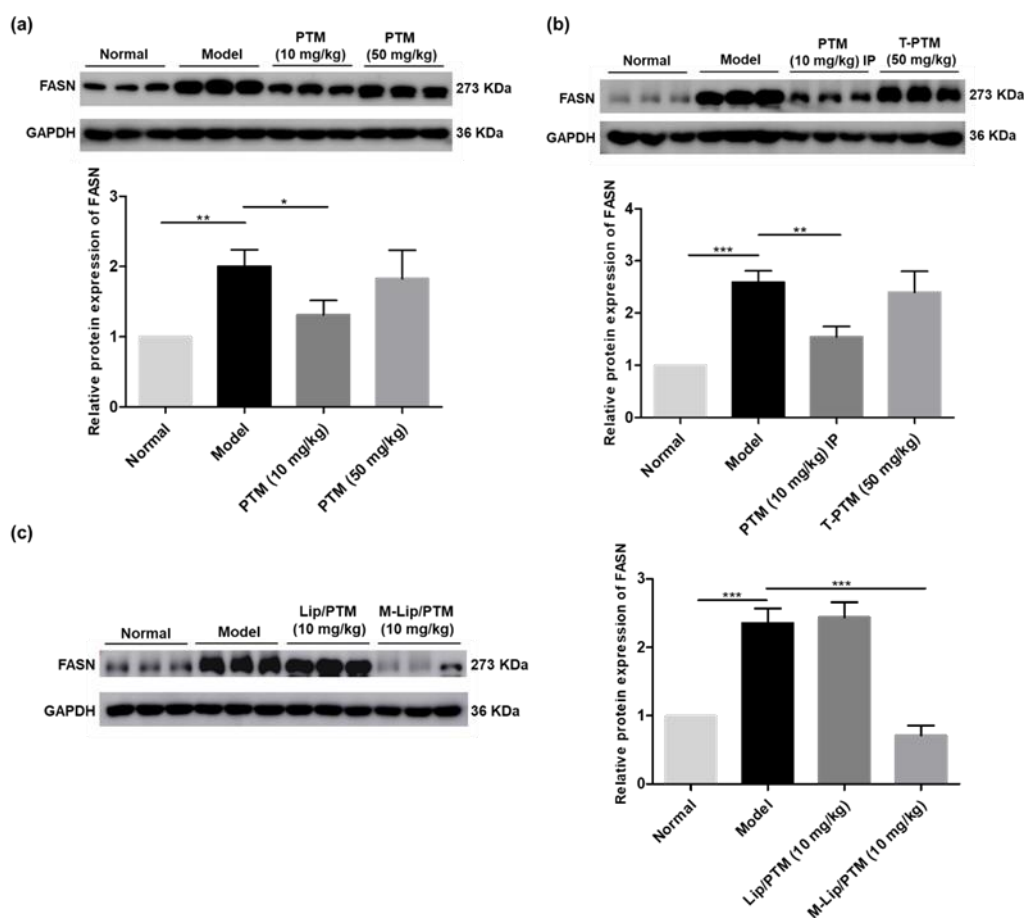 (a)
Normal Model PTM (10 mg/kg) PTM (50 mg/kg)
FASN 273 KDa
GAPDH 36 KDa
Relative protein expression of FASN
3
2
1
0
** *
Normal Model PTM (10 mg/kg) PTM (50 mg/kg)
(b)
Normal Model PTM (10 mg/kg) IP T-PTM (50 mg/kg)
FASN 273 KDa
GAPDH 36 KDa
Relative protein expression of FASN
4
3
2
1
0
*** **
Normal Model PTM (10 mg/kg) IP T-PTM (50 mg/kg)
(c)
Normal Model Lip/PTM (10 mg/kg) M-Lip/PTM (10 mg/kg)
FASN 273 KDa
GAPDH 36 KDa
Relative protein expression of FASN
3
2
1
0
*** ***
Normal Model Lip/PTM (10 mg/kg) M-Lip/PTM (10 mg/kg)